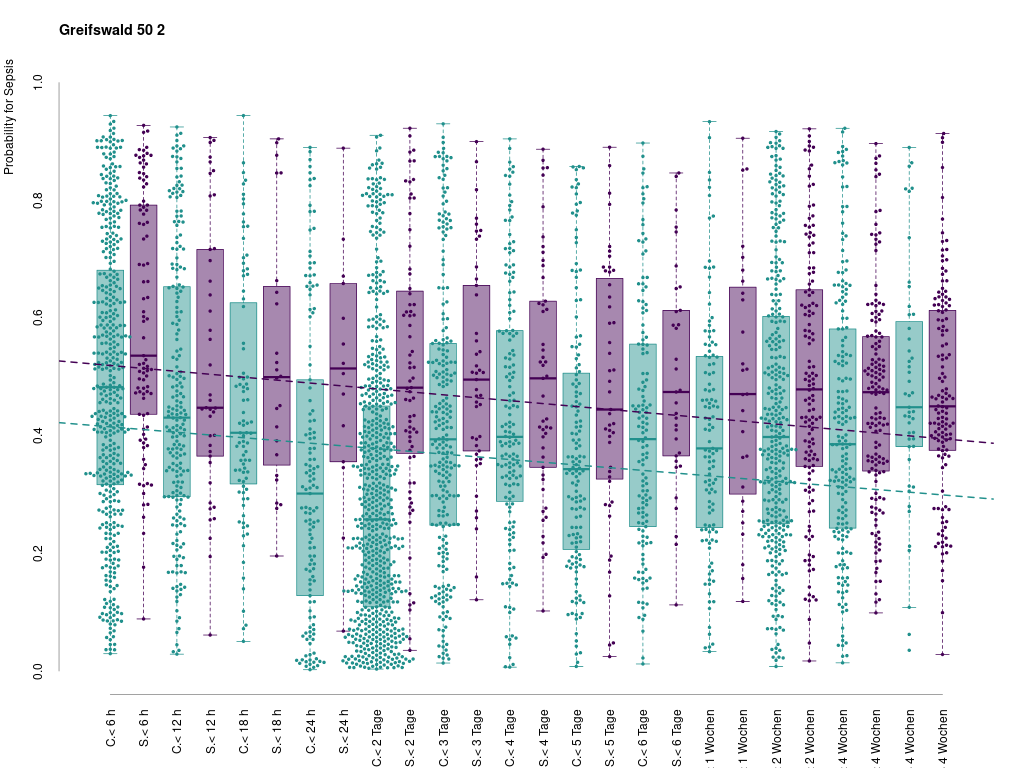 Greifswald 50 2
Probability for Sepsis
1.0
0.8
0.6
0.4
0.2
0.0
C.< 6 h
S.< 6 h
C.< 12 h
S.< 12 h
C.< 18 h
S.< 18 h
C.< 24 h
S.< 24 h
C.< 2 Tage
S.< 2 Tage
C.< 3 Tage
S.< 3 Tage
C.< 4 Tage
S.< 4 Tage
C.< 5 Tage
S.< 5 Tage
C.< 6 Tage
S.< 6 Tage
1 Wochen
1 Wochen
2 Wochen
2 Wochen
4 Wochen
4 Wochen
4 Wochen
4 Wochen